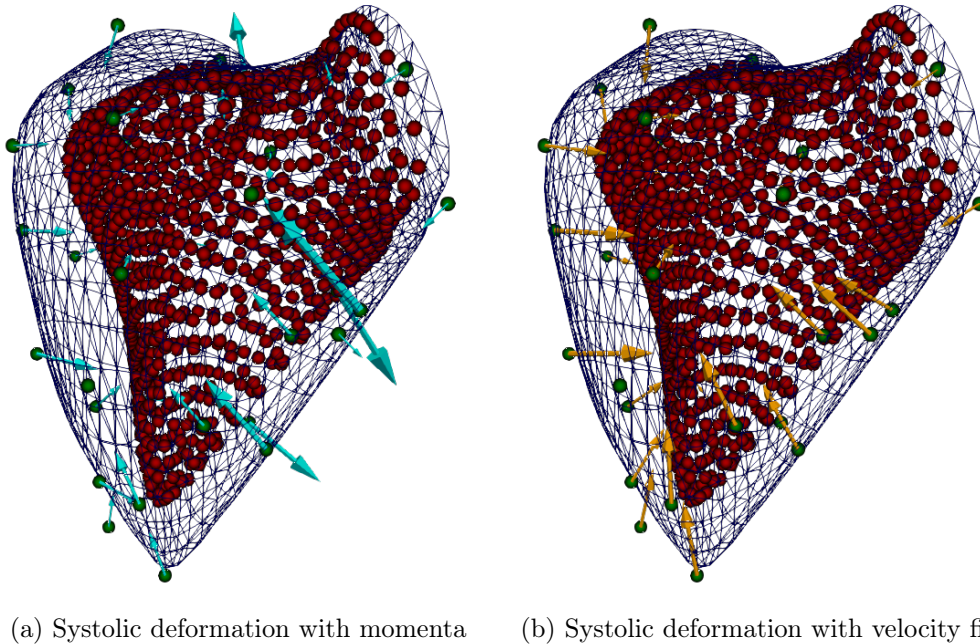 (a) Systolic deformation with momenta
(b) Systolic deformation with velocity